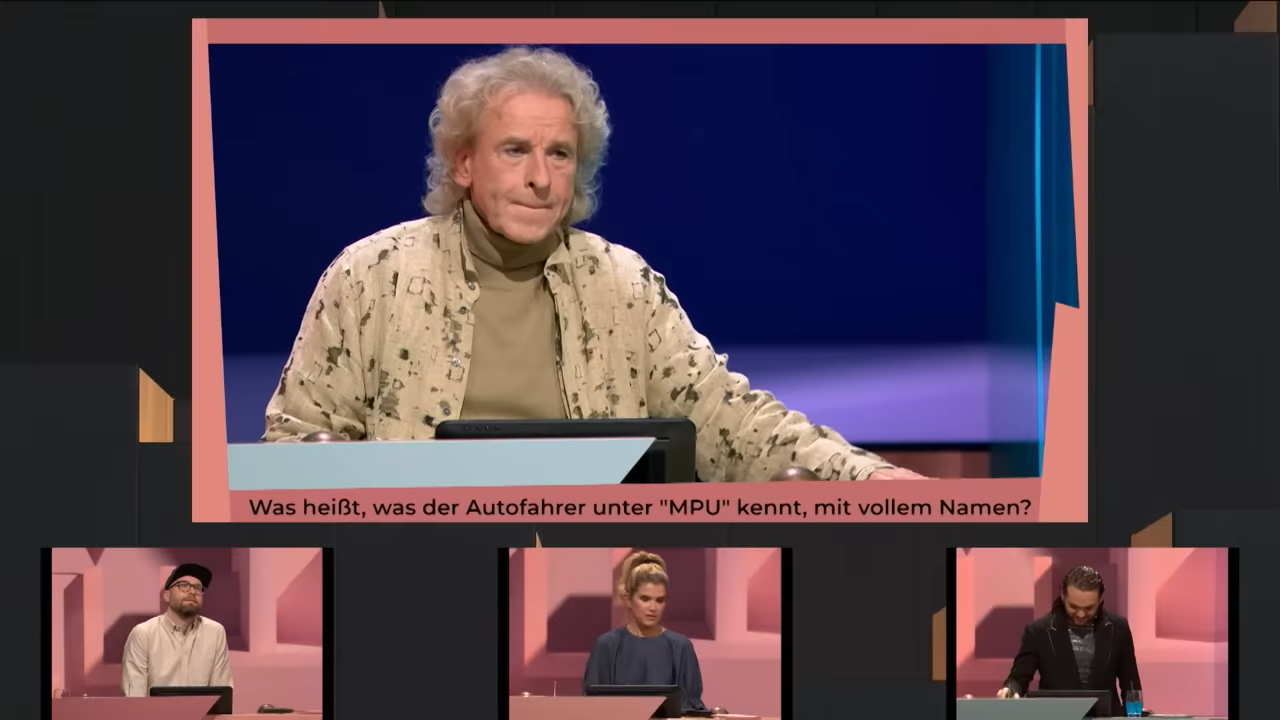 Was heißt, was der Autofahrer unter "MPU" kennt, mit vollem Namen?